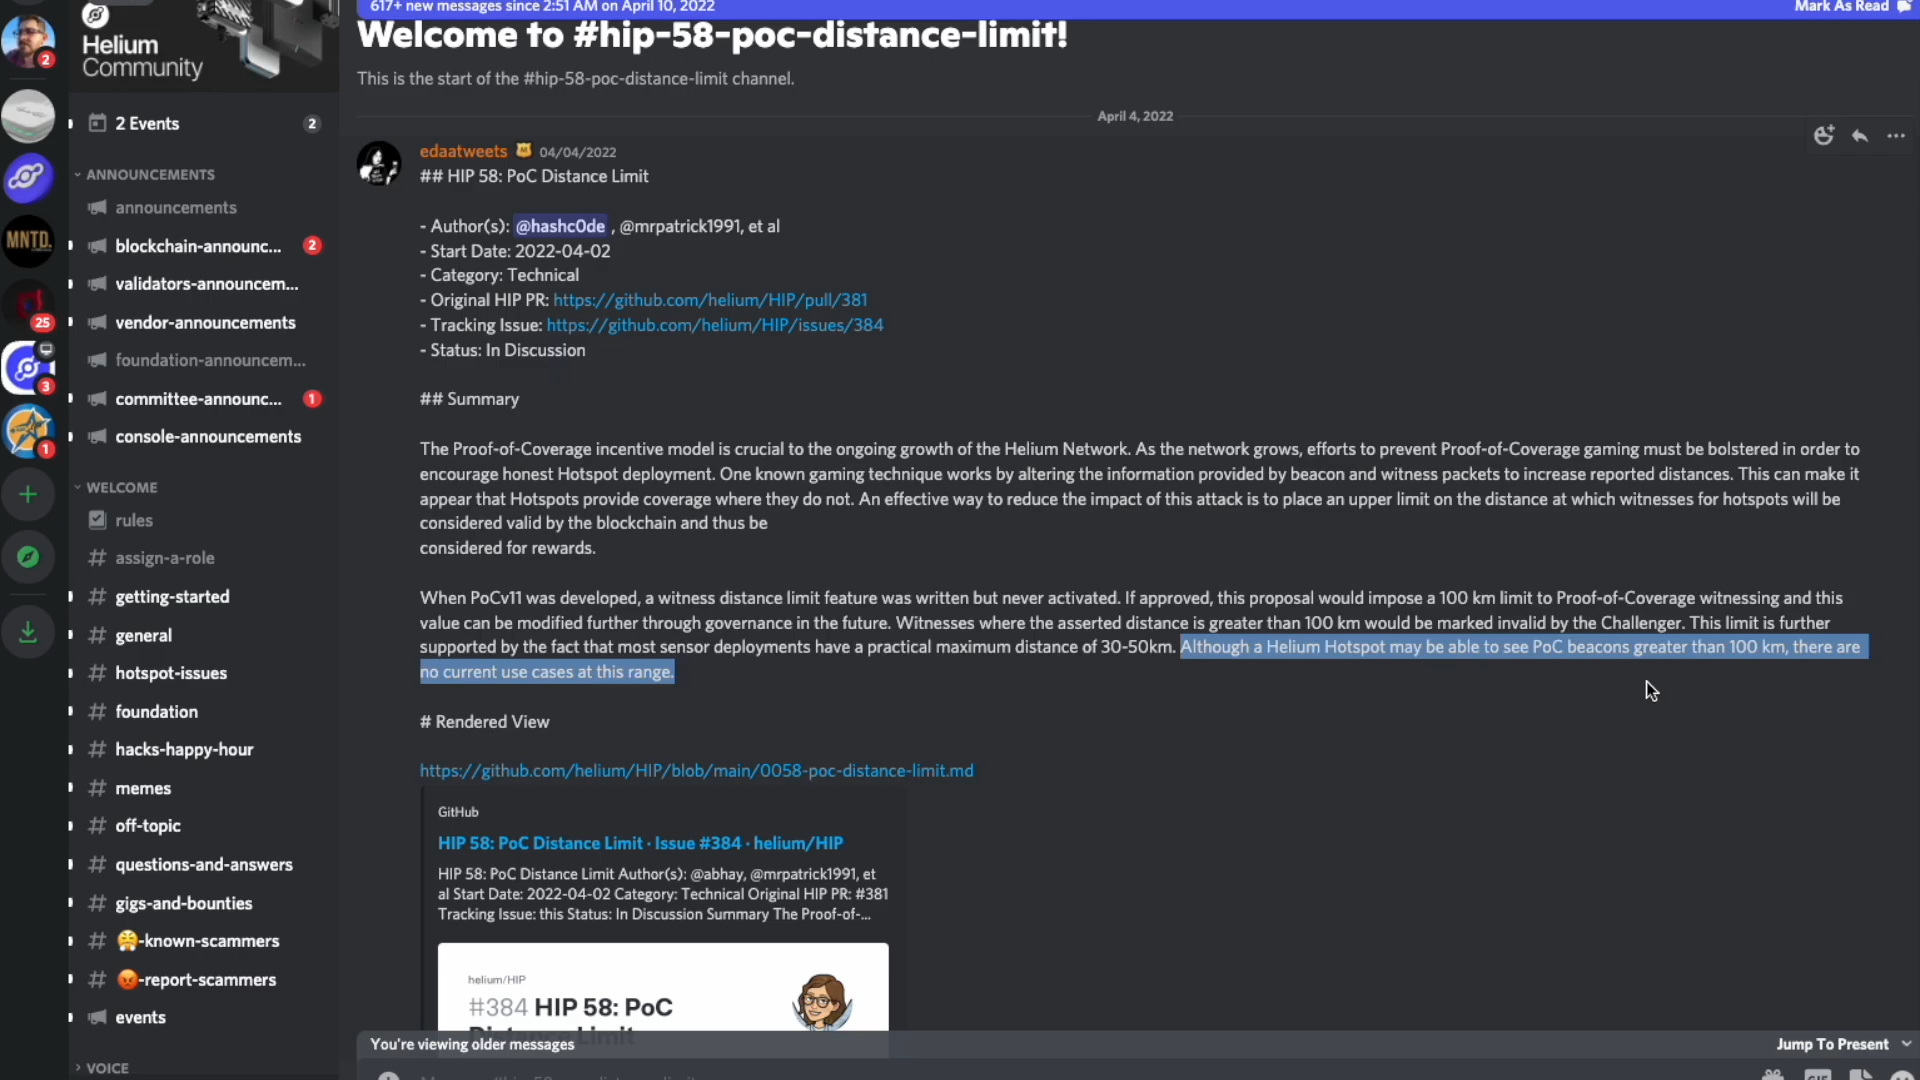 617+ new messages since 2:51 AM on April 10, 2022
Mark As Read
Helium
Community
2 Events
2
ANNOUNCEMENTS
announcements
blockchain-announc...
2
validators-announcem...
vendor-announcements
foundation-announcem...
committee-announc...
1
console-announcements
WELCOME
rules
assign-a-role
getting-started
general
hotspot-issues
foundation
hacks-happy-hour
memes
off-topic
questions-and-answers
gigs-and-bounties
😤-known-scammers
😡-report-scammers
events
VOICE
2
MNTD.
25
3
1
Welcome to #hip-58-poc-distance-limit!
This is the start of the #hip-58-poc-distance-limit channel.
April 4, 2022
edaatweets 04/04/2022
## HIP 58: PoC Distance Limit
- Author(s): @hashc0de , @mrpatrick1991, et al
- Start Date: 2022-04-02
- Category: Technical
- Original HIP PR: https://github.com/helium/HIP/pull/381
- Tracking Issue: https://github.com/helium/HIP/issues/384
- Status: In Discussion
## Summary
The Proof-of-Coverage incentive model is crucial to the ongoing growth of the Helium Network. As the network grows, efforts to prevent Proof-of-Coverage gaming must be bolstered in order to
encourage honest Hotspot deployment. One known gaming technique works by altering the information provided by beacon and witness packets to increase reported distances. This can make it
appear that Hotspots provide coverage where they do not. An effective way to reduce the impact of this attack is to place an upper limit on the distance at which witnesses for hotspots will be
considered valid by the blockchain and thus be
considered for rewards.
When PoCv11 was developed, a witness distance limit feature was written but never activated. If approved, this proposal would impose a 100 km limit to Proof-of-Coverage witnessing and this
value can be modified further through governance in the future. Witnesses where the asserted distance is greater than 100 km would be marked invalid by the Challenger. This limit is further
supported by the fact that most sensor deployments have a practical maximum distance of 30-50km. Although a Helium Hotspot may be able to see PoC beacons greater than 100 km, there are
no current use cases at this range.
# Rendered View
https://github.com/helium/HIP/blob/main/0058-poc-distance-limit.md
GitHub
HIP 58: PoC Distance Limit · Issue #384 · helium/HIP
HIP 58: PoC Distance Limit Author(s): @abhay, @mrpatrick1991, et
al Start Date: 2022-04-02 Category: Technical Original HIP PR: #381
Tracking Issue: this Status: In Discussion Summary The Proof-of-...
helium/HIP
#384 HIP 58: PoC
Distance Limit
You're viewing older messages
Jump To Present
GIF